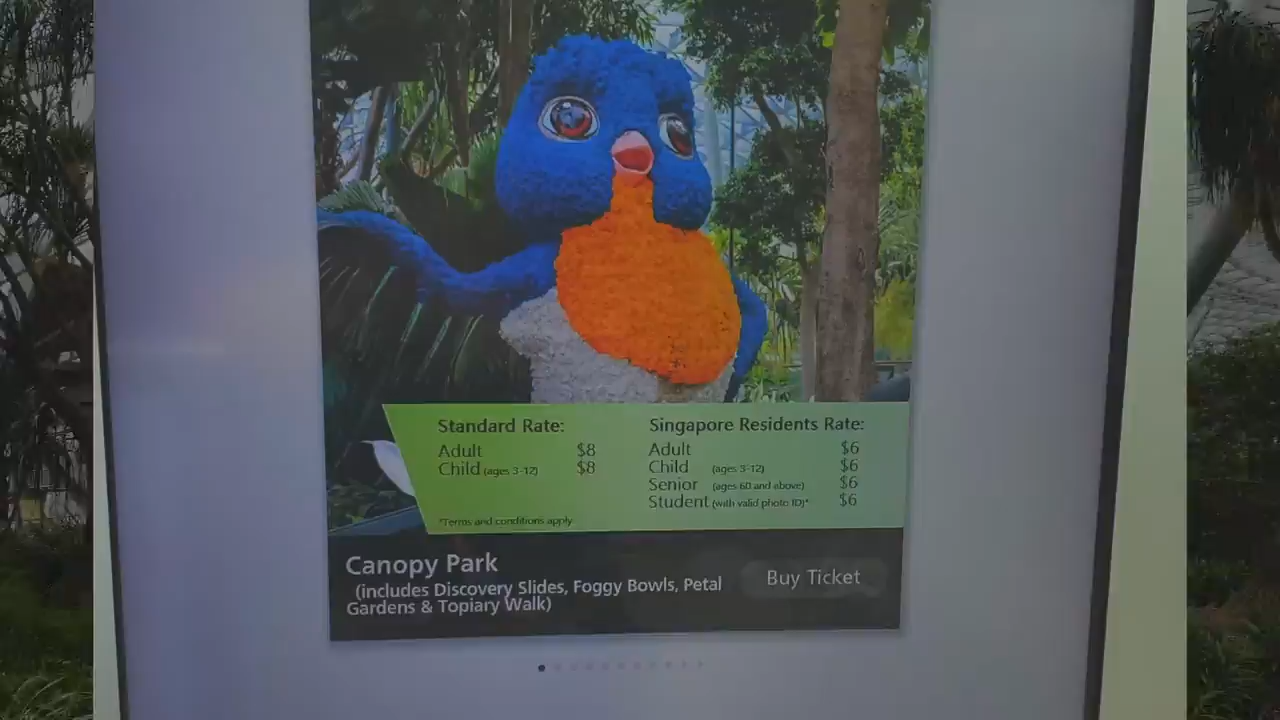 Standard Rate:
Adult $8
Child (ages 3-12) $8
*Terms and conditions apply
Singapore Residents Rate:
Adult $6
Child (ages 3-12) $6
Senior (ages 60 and above) $6
Student (with valid photo ID)* $6
Canopy Park
(includes Discovery Slides, Foggy Bowls, Petal
Gardens & Topiary Walk)
Buy Ticket